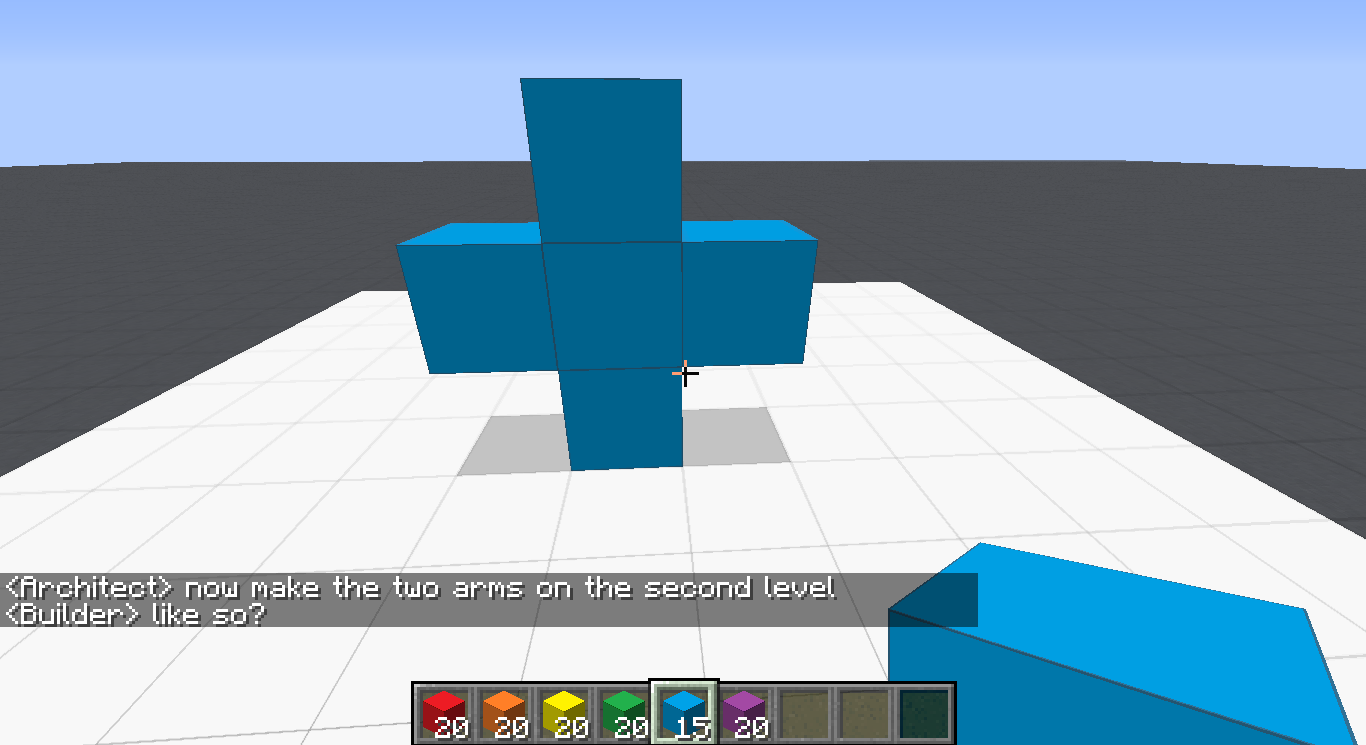 <Architect> now make the two arms on the second level
<Builder> like so?
20 20 20 20 15 20